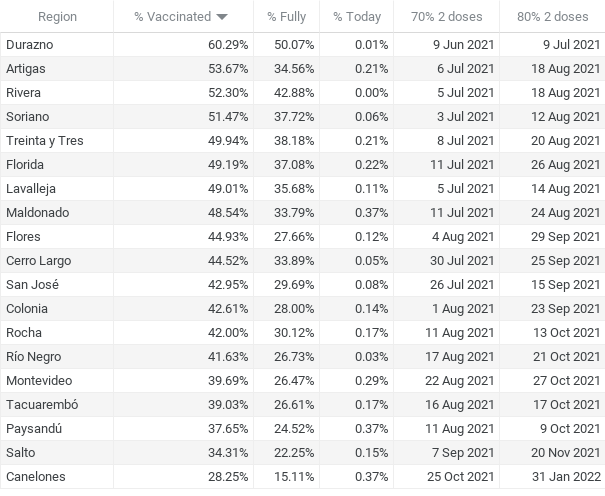 Region % Vaccinated % Fully % Today 70% 2 doses 80% 2 doses
Durazno 60.29% 50.07% 0.01% 9 Jun 2021 9 Jul 2021
Artigas 53.67% 34.56% 0.21% 6 Jul 2021 18 Aug 2021
Rivera 52.30% 42.88% 0.00% 5 Jul 2021 18 Aug 2021
Soriano 51.47% 37.72% 0.06% 3 Jul 2021 12 Aug 2021
Treinta y Tres 49.94% 38.18% 0.21% 8 Jul 2021 20 Aug 2021
Florida 49.19% 37.08% 0.22% 11 Jul 2021 26 Aug 2021
Lavalleja 49.01% 35.68% 0.11% 5 Jul 2021 14 Aug 2021
Maldonado 48.54% 33.79% 0.37% 11 Jul 2021 24 Aug 2021
Flores 44.93% 27.66% 0.12% 4 Aug 2021 29 Sep 2021
Cerro Largo 44.52% 33.89% 0.05% 30 Jul 2021 25 Sep 2021
San José 42.95% 29.69% 0.08% 26 Jul 2021 15 Sep 2021
Colonia 42.61% 28.00% 0.14% 1 Aug 2021 23 Sep 2021
Rocha 42.00% 30.12% 0.17% 11 Aug 2021 13 Oct 2021
Río Negro 41.63% 26.73% 0.03% 17 Aug 2021 21 Oct 2021
Montevideo 39.69% 26.47% 0.29% 22 Aug 2021 27 Oct 2021
Tacuarembó 39.03% 26.61% 0.17% 16 Aug 2021 17 Oct 2021
Paysandú 37.65% 24.52% 0.37% 11 Aug 2021 9 Oct 2021
Salto 34.31% 22.25% 0.15% 7 Sep 2021 20 Nov 2021
Canelones 28.25% 15.11% 0.37% 25 Oct 2021 31 Jan 2022